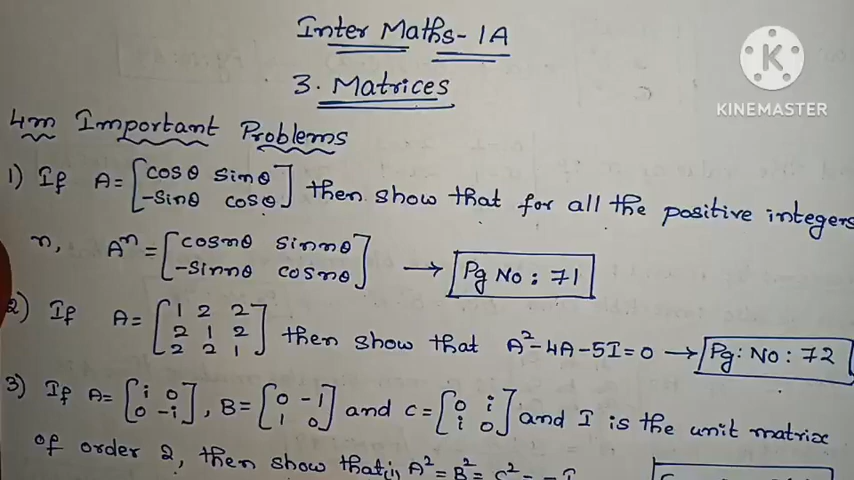 Inter Maths-1A
3. Matrices
KINEMASTER
4m Important Problems
1) If A = [cosθ sinθ
-sinθ cosθ] then show that for all the positive integers
n, Aⁿ = [cosnθ sinnθ
-sinnθ cosnθ] → Pg No : 71
2) If A = [1 2 2
2 1 2
2 2 1] then show that A²-4A-5I=0 → Pg: No: 72
3) If A = [i 0
0 -i], B = [0 -1
1 0] and C = [0 i
i 0] and I is the unit matrix
of order 2, then show that (i) A² = B² = C² = -I